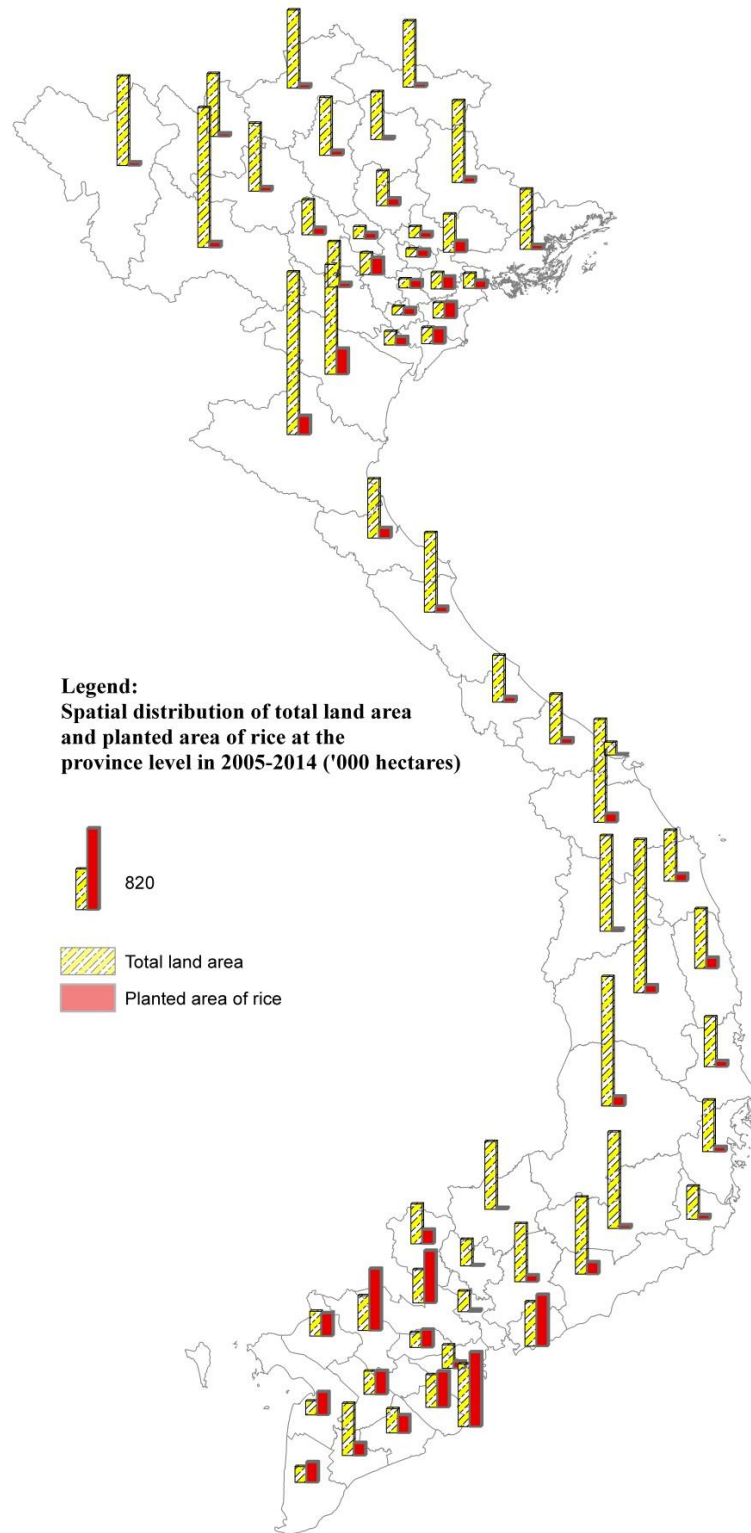 Legend:
Spatial distribution of total land area
and planted area of rice at the
province level in 2005-2014 ('000 hectares)
820
Total land area
Planted area of rice